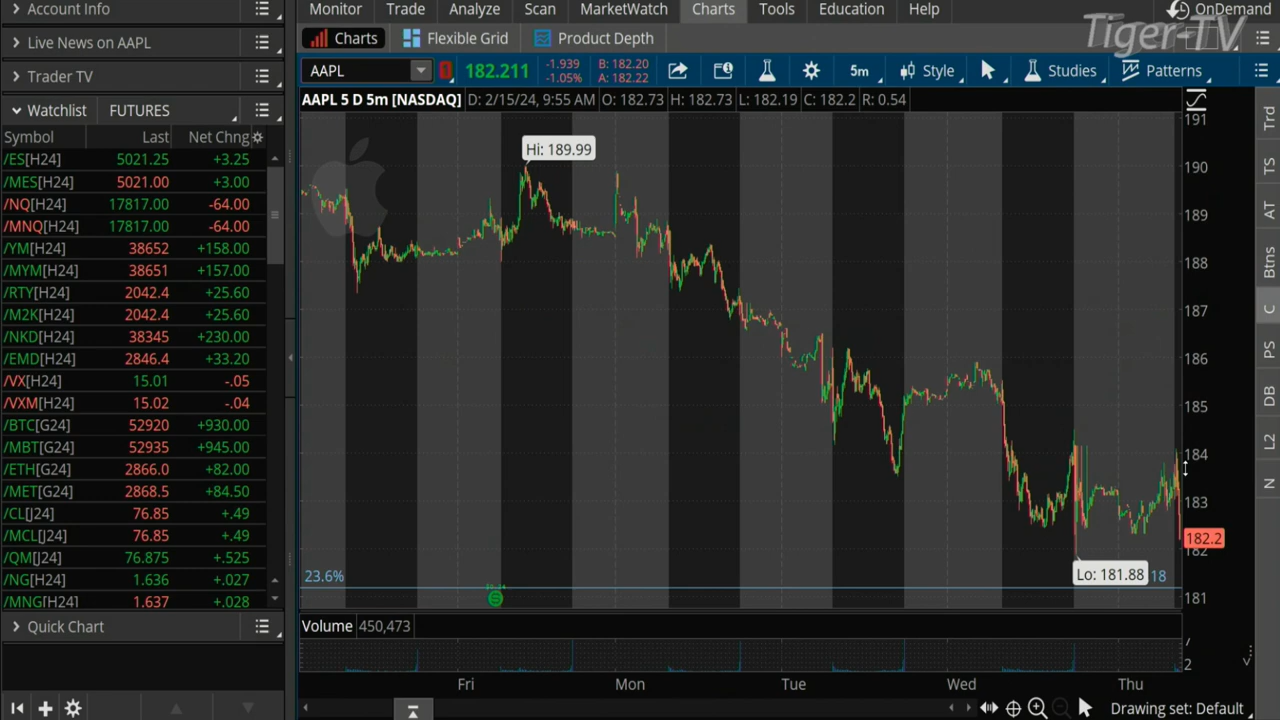 Account Info
Monitor Trade Analyze Scan MarketWatch Charts Tools Education Help
OnDemand
Tiger-TV
Live News on AAPL
Charts Flexible Grid Product Depth
Trader TV
AAPL 182.211 -1.939 -1.05% B: 182.20 A: 182.22 5m Style Studies Patterns
Watchlist FUTURES
AAPL 5 D 5m [NASDAQ] D: 2/15/24, 9:55 AM O: 182.73 H: 182.73 L: 182.19 C: 182.2 R: 0.54
Symbol Last Net Chng
/ES[H24] 5021.25 +3.25
/MES[H24] 5021.00 +3.00
/NQ[H24] 17817.00 -64.00
/MNQ[H24] 17817.00 -64.00
/YM[H24] 38652 +158.00
/MYM[H24] 38651 +157.00
/RTY[H24] 2042.4 +25.60
/M2K[H24] 2042.4 +25.60
/NKD[H24] 38345 +230.00
/EMD[H24] 2846.4 +33.20
/VX[H24] 15.01 -.05
/VXM[H24] 15.02 -.04
/BTC[G24] 52920 +930.00
/MBT[G24] 52935 +945.00
/ETH[G24] 2866.0 +82.00
/MET[G24] 2868.5 +84.50
/CL[J24] 76.85 +.49
/MCL[J24] 76.85 +.49
/QM[J24] 76.875 +.525
/NG[H24] 1.636 +.027
/MNG[H24] 1.637 +.028
Quick Chart
Hi: 189.99
Lo: 181.88
23.6%
18
191
190
189
188
187
186
185
184
183
182.2
182
181
Volume 450,473
2
Fri Mon Tue Wed Thu
Drawing set: Default
Trd
TS
AT
Btns
C
PS
DB
L2
N